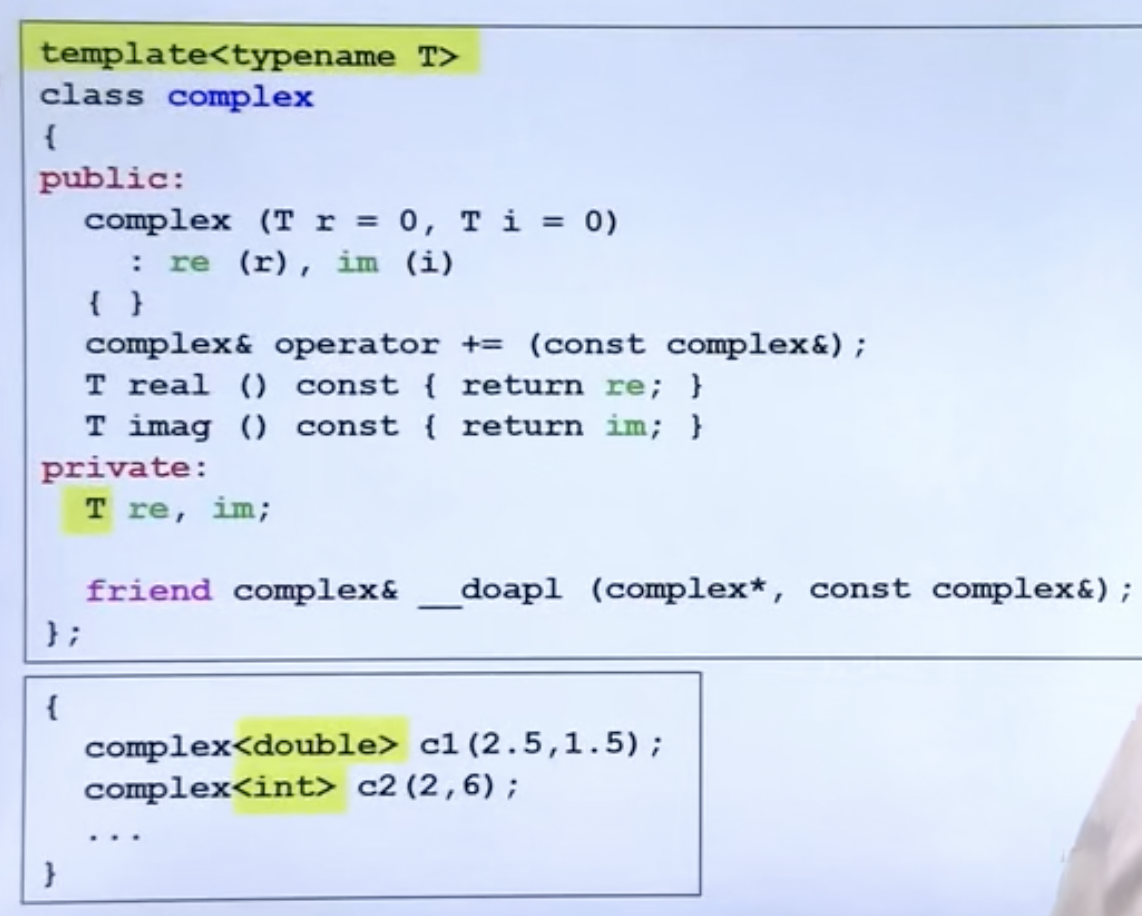 template<typename T>
class complex
{
public:
  complex (T r = 0, T i = 0)
    : re (r), im (i)
  { }
  complex& operator += (const complex&);
  T real () const { return re; }
  T imag () const { return im; }
private:
  T re, im;

  friend complex& __doapl (complex*, const complex&);
};
{
  complex<double> c1(2.5,1.5);
  complex<int> c2(2,6);
  ...
}